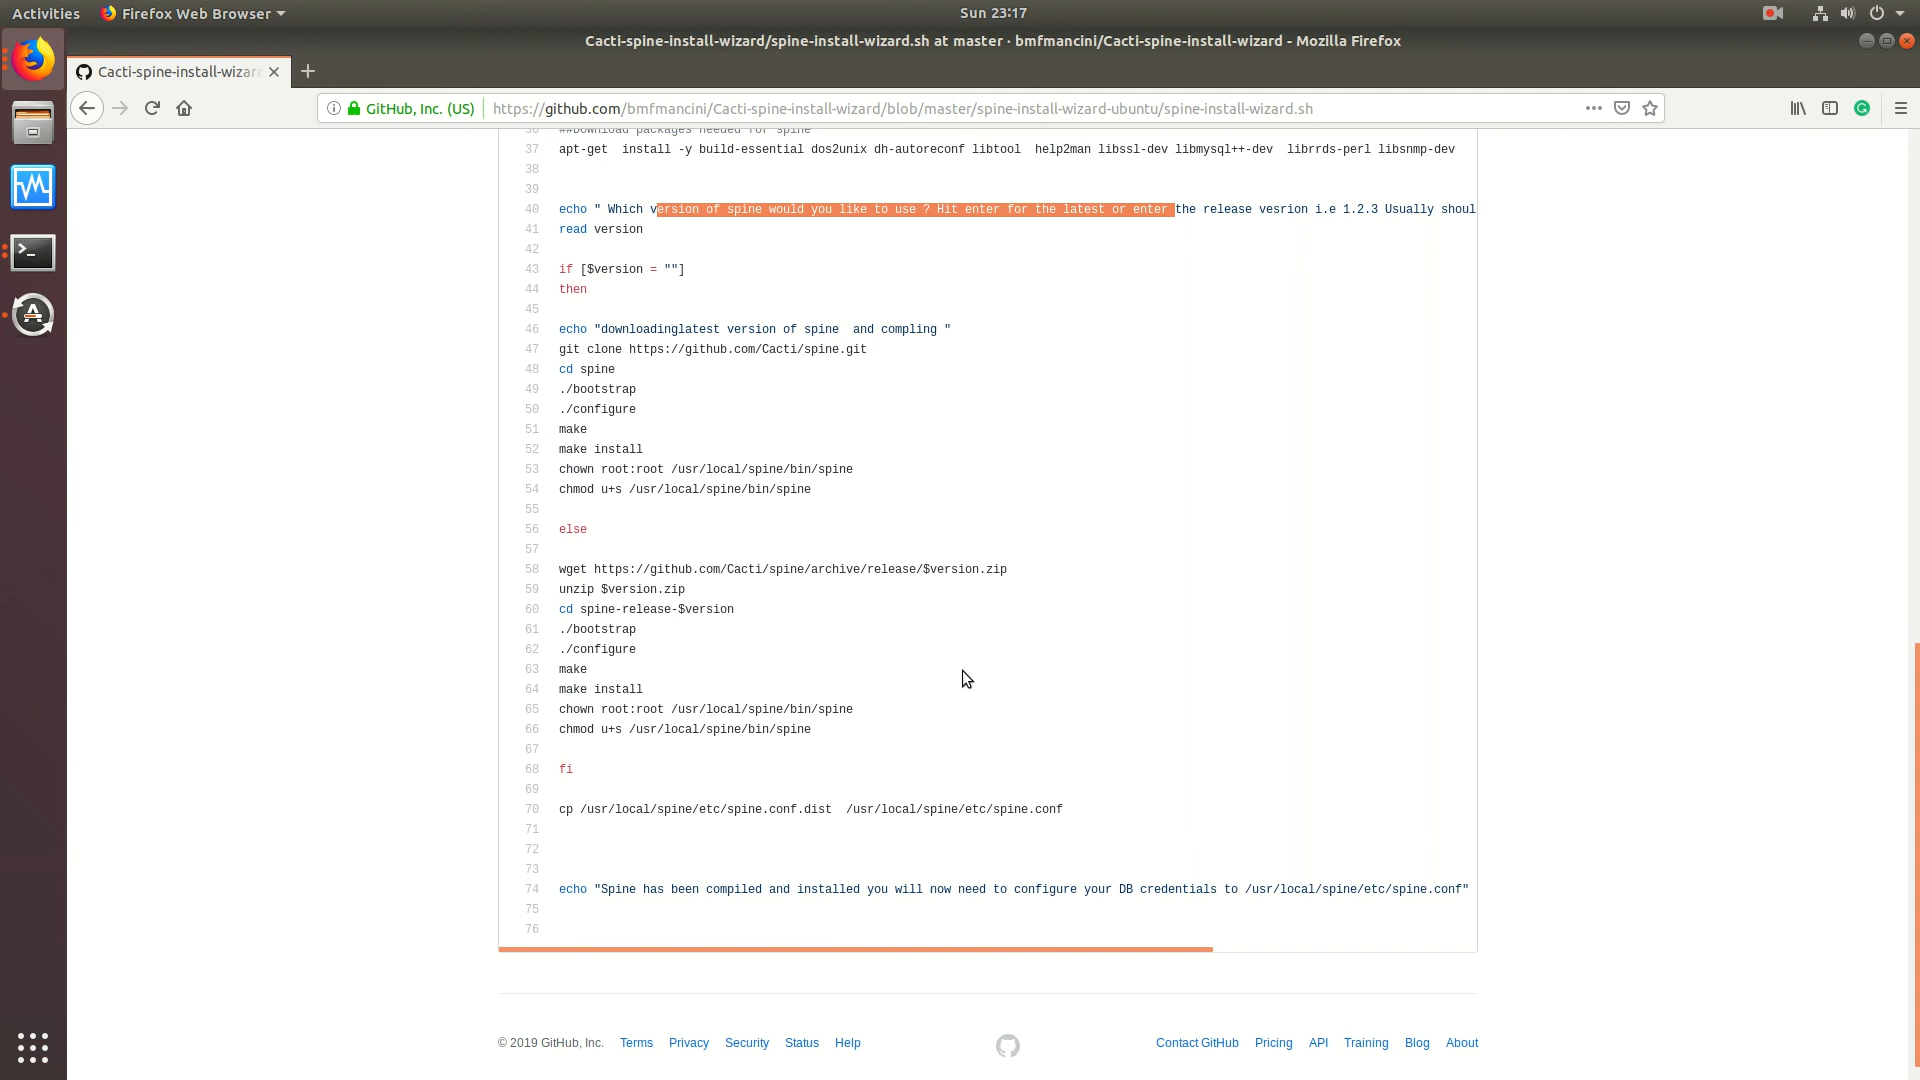 Activities
Firefox Web Browser
Sun 23:17
Cacti-spine-install-wizard/spine-install-wizard.sh at master · bmfmancini/Cacti-spine-install-wizard - Mozilla Firefox
Cacti-spine-install-wizard
GitHub, Inc. (US)
https://github.com/bmfmancini/Cacti-spine-install-wizard/blob/master/spine-install-wizard-ubuntu/spine-install-wizard.sh
36 ##Download packages needed for spine
37 apt-get  install -y build-essential dos2unix dh-autoreconf libtool  help2man libssl-dev libmysql++-dev  librrds-perl libsnmp-dev
38
39
40 echo " Which version of spine would you like to use ? Hit enter for the latest or enter the release vesrion i.e 1.2.3 Usually shoul
41 read version
42
43 if [$version = ""]
44 then
45
46 echo "downloadinglatest version of spine  and compling "
47 git clone https://github.com/Cacti/spine.git
48 cd spine
49 ./bootstrap
50 ./configure
51 make
52 make install
53 chown root:root /usr/local/spine/bin/spine
54 chmod u+s /usr/local/spine/bin/spine
55
56 else
57
58 wget https://github.com/Cacti/spine/archive/release/$version.zip
59 unzip $version.zip
60 cd spine-release-$version
61 ./bootstrap
62 ./configure
63 make
64 make install
65 chown root:root /usr/local/spine/bin/spine
66 chmod u+s /usr/local/spine/bin/spine
67
68 fi
69
70 cp /usr/local/spine/etc/spine.conf.dist  /usr/local/spine/etc/spine.conf
71
72
73
74 echo "Spine has been compiled and installed you will now need to configure your DB credentials to /usr/local/spine/etc/spine.conf"
75
76
© 2019 GitHub, Inc. Terms Privacy Security Status Help Contact GitHub Pricing API Training Blog About